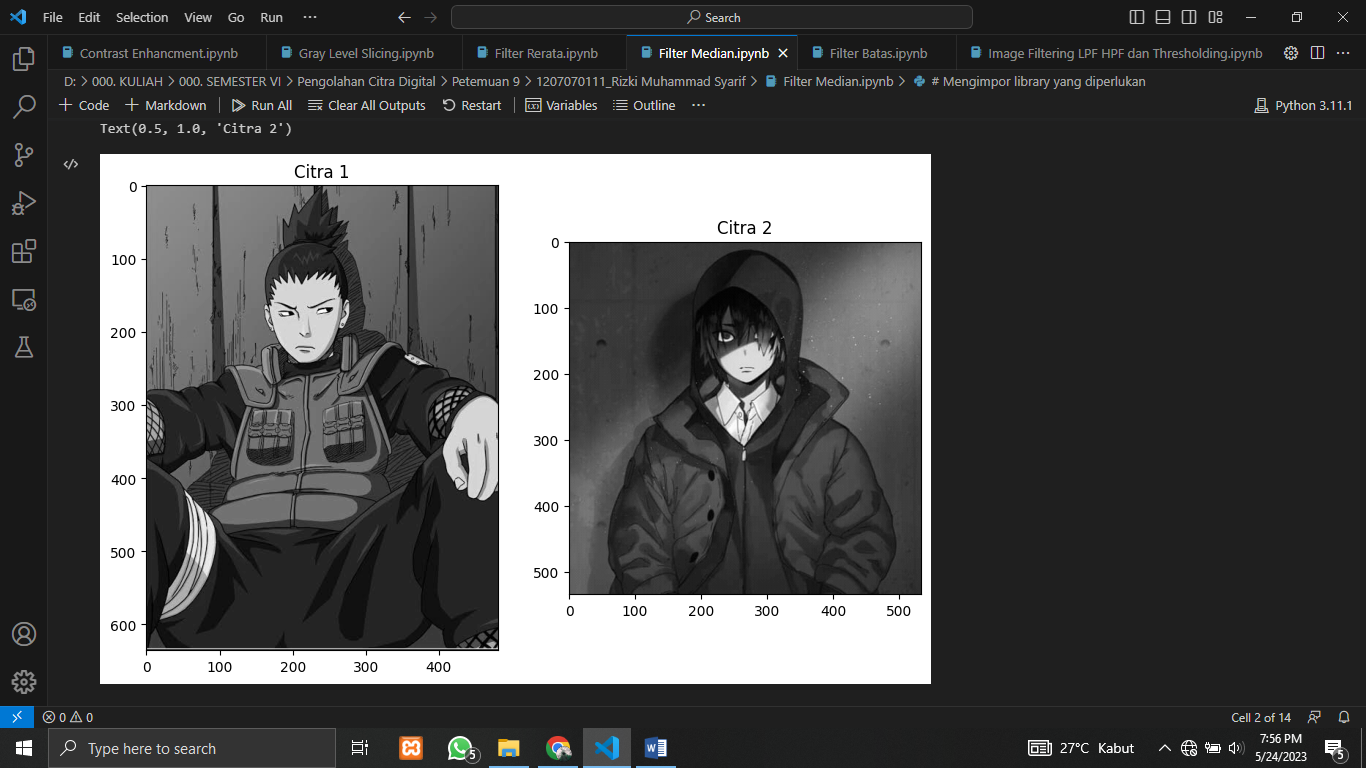 File Edit Selection View Go Run ··· Search
Contrast Enhancment.ipynb Gray Level Slicing.ipynb Filter Rerata.ipynb Filter Median.ipynb Filter Batas.ipynb Image Filtering LPF HPF dan Thresholding.ipynb ···
D: > 000. KULIAH > 000. SEMESTER VI > Pengolahan Citra Digital > Petemuan 9 > 1207070111_Rizki Muhammad Syarif > Filter Median.ipynb > # Mengimpor library yang diperlukan
+ Code + Markdown Run All Clear All Outputs Restart Variables Outline ··· Python 3.11.1
Text(0.5, 1.0, 'Citra 2')
Citra 1
0
100
200
300
400
500
600
0 100 200 300 400
Citra 2
0
100
200
300
400
500
0 100 200 300 400 500
0 0 Cell 2 of 14
Type here to search 5 27°C Kabut 7:56 PM
5/24/2023 5